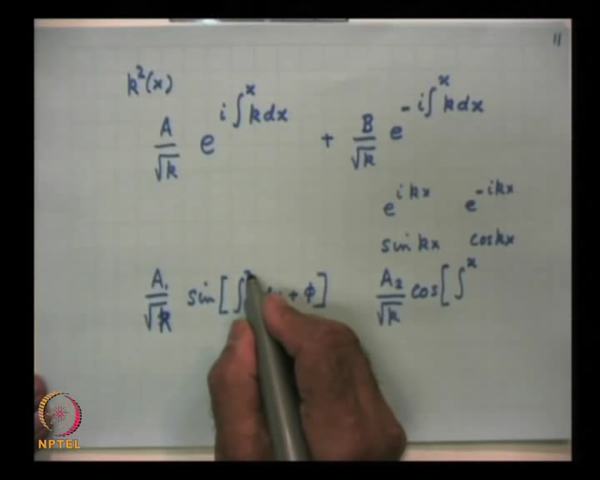 11
k²(x)
A/√k e^{i∫^x k dx} + B/√k e^{-i∫^x k dx}
e^{ikx} e^{-ikx}
sin kx cos kx
A₁/√k sin[∫ + φ] A₂/√k cos[∫^x
NPTEL